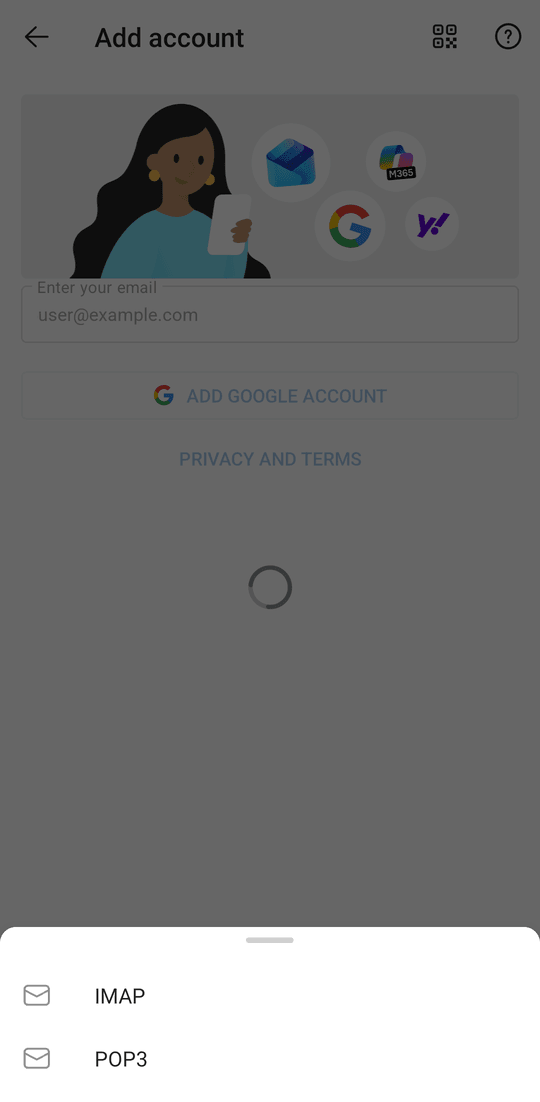 Add account
M365
y!
Enter your email
user@example.com
G ADD GOOGLE ACCOUNT
PRIVACY AND TERMS
IMAP
POP3